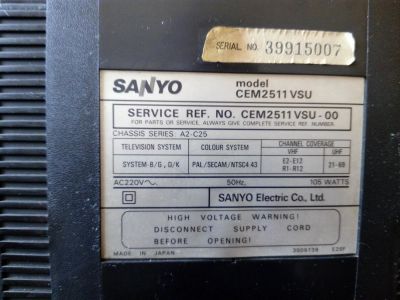 SERIAL NO. 39915007
SANYO model CEM2511 VSU
SERVICE REF. NO. CEM2511 VSU-00
FOR PARTS OR SERVICE, ALWAYS GIVE COMPLETE SERVICE REF. NUMBER.
CHASSIS SERIES: A2-C25
TELEVISION SYSTEM COLOUR SYSTEM CHANNEL COVERAGE
VHF UHF
SYSTEM-B/G, D/K PAL/SECAM/NTSC4.43 E2-E12 21-69
R1-R12
AC220V~, 50Hz, 105 WATTS
SANYO Electric Co., Ltd.
HIGH VOLTAGE WARNING!
DISCONNECT SUPPLY CORD
BEFORE OPENING!
MADE IN JAPAN